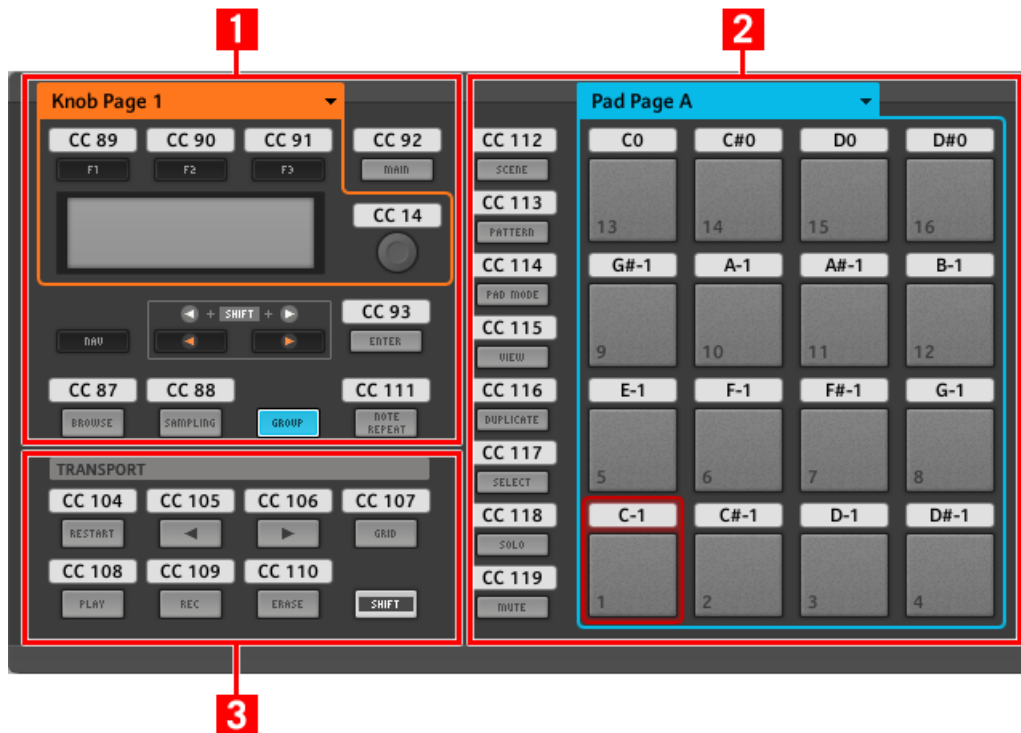 1
2
Knob Page 1
Pad Page A
CC 89 CC 90 CC 91 CC 92
F1 F2 F3 MAIN
CC 14
NAV
+ SHIFT +
CC 93
ENTER
CC 87 CC 88 CC 111
BROWSE SAMPLING GROUP NOTE REPEAT
TRANSPORT
CC 104 CC 105 CC 106 CC 107
RESTART GRID
CC 108 CC 109 CC 110
PLAY REC ERASE SHIFT
CC 112
SCENE
CC 113
PATTERN
CC 114
PAD MODE
CC 115
VIEW
CC 116
DUPLICATE
CC 117
SELECT
CC 118
SOLO
CC 119
MUTE
C0 C#0 D0 D#0
13 14 15 16
G#-1 A-1 A#-1 B-1
9 10 11 12
E-1 F-1 F#-1 G-1
5 6 7 8
C-1 C#-1 D-1 D#-1
1 2 3 4
3